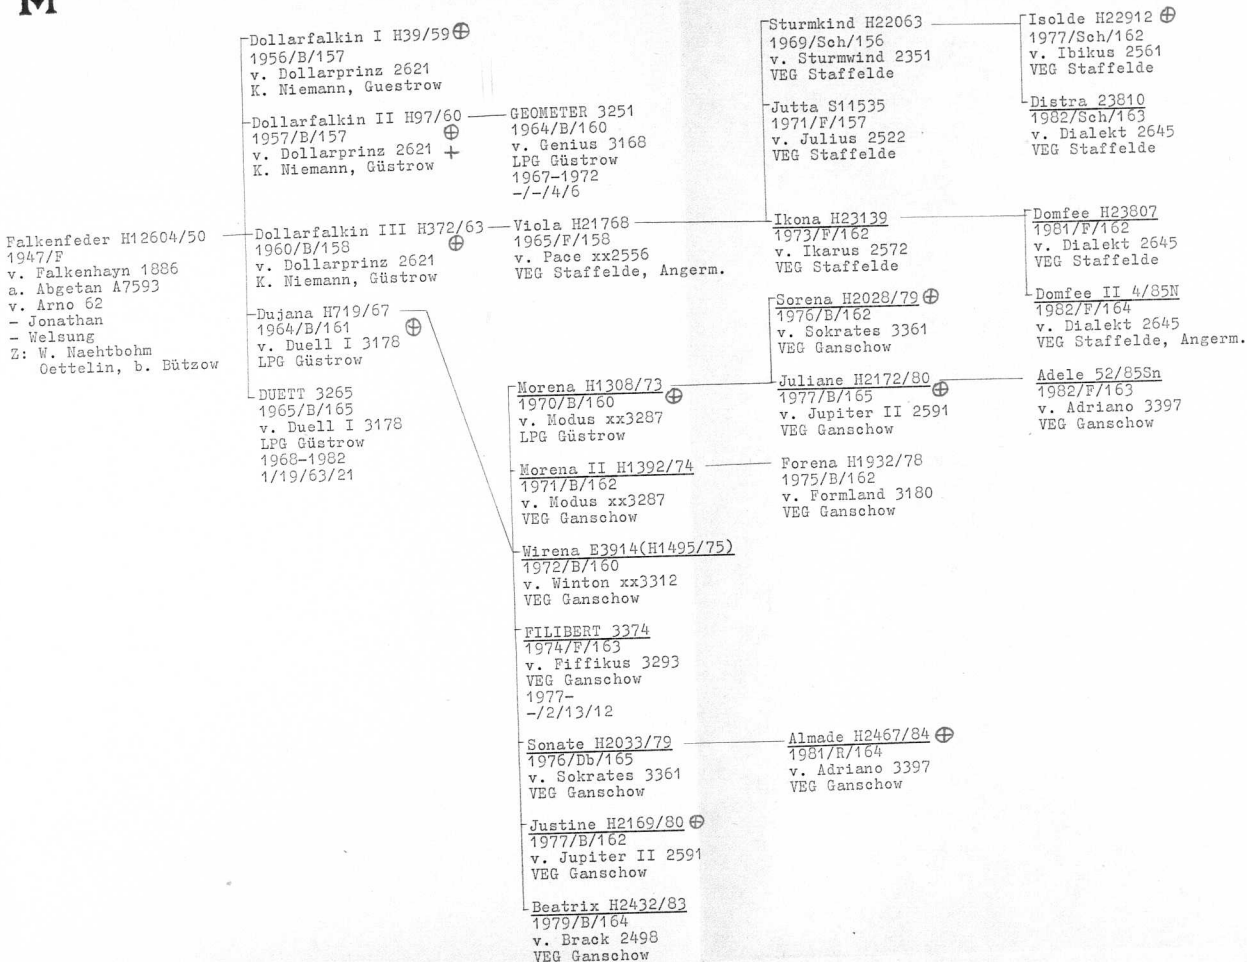 M
Falkenfeder H12604/50
1947/F
v. Falkenhayn 1886
a. Abgetan A7593
v. Arno 62
- Jonathan
- Welsung
Z: W. Naehtbohm
Oettelin, b. Bützow
Dollarfalkin I H39/59 ⊕
1956/B/157
v. Dollarprinz 2621
K. Niemann, Guestrow
Dollarfalkin II H97/60
1957/B/157 ⊕
v. Dollarprinz 2621 +
K. Niemann, Güstrow
Dollarfalkin III H372/63
1960/B/158 ⊕
v. Dollarprinz 2621
K. Niemann, Güstrow
Dujana H719/67
1964/B/161 ⊕
v. Duell I 3178
LPG Güstrow
DUETT 3265
1965/B/165
v. Duell I 3178
LPG Güstrow
1968-1982
1/19/63/21
GEOMETER 3251
1964/B/160
v. Genius 3168
LPG Güstrow
1967-1972
-/-/4/6
Viola H21768
1965/F/158
v. Pace xx2556
VEG Staffelde, Angerm.
Morena H1308/73
1970/B/160 ⊕
v. Modus xx3287
LPG Güstrow
Morena II H1392/74
1971/B/162
v. Modus xx3287
VEG Ganschow
Wirena E3914(H1495/75)
1972/B/160
v. Winton xx3312
VEG Ganschow
FILIBERT 3374
1974/F/163
v. Fiffikus 3293
VEG Ganschow
1977-
-/2/13/12
Sonate H2033/79
1976/Db/165
v. Sokrates 3361
VEG Ganschow
Justine H2169/80 ⊕
1977/B/162
v. Jupiter II 2591
VEG Ganschow
Beatrix H2432/83
1979/B/164
v. Brack 2498
VEG Ganschow
Sturmkind H22063
1969/Sch/156
v. Sturmwind 2351
VEG Staffelde
Jutta S11535
1971/F/157
v. Julius 2522
VEG Staffelde
Ikona H23139
1973/F/162
v. Ikarus 2572
VEG Staffelde
Sorena H2028/79 ⊕
1976/B/162
v. Sokrates 3361
VEG Ganschow
Juliane H2172/80
1977/B/165 ⊕
v. Jupiter II 2591
VEG Ganschow
Forena H1932/78
1975/B/162
v. Formland 3180
VEG Ganschow
Almade H2467/84 ⊕
1981/R/164
v. Adriano 3397
VEG Ganschow
Isolde H22912 ⊕
1977/Sch/162
v. Ibikus 2561
VEG Staffelde
Distra 23810
1982/Sch/163
v. Dialekt 2645
VEG Staffelde
Domfee H23807
1981/F/162
v. Dialekt 2645
VEG Staffelde
Domfee II 4/85N
1982/F/164
v. Dialekt 2645
VEG Staffelde, Angerm.
Adele 52/85Sn
1982/F/163
v. Adriano 3397
VEG Ganschow